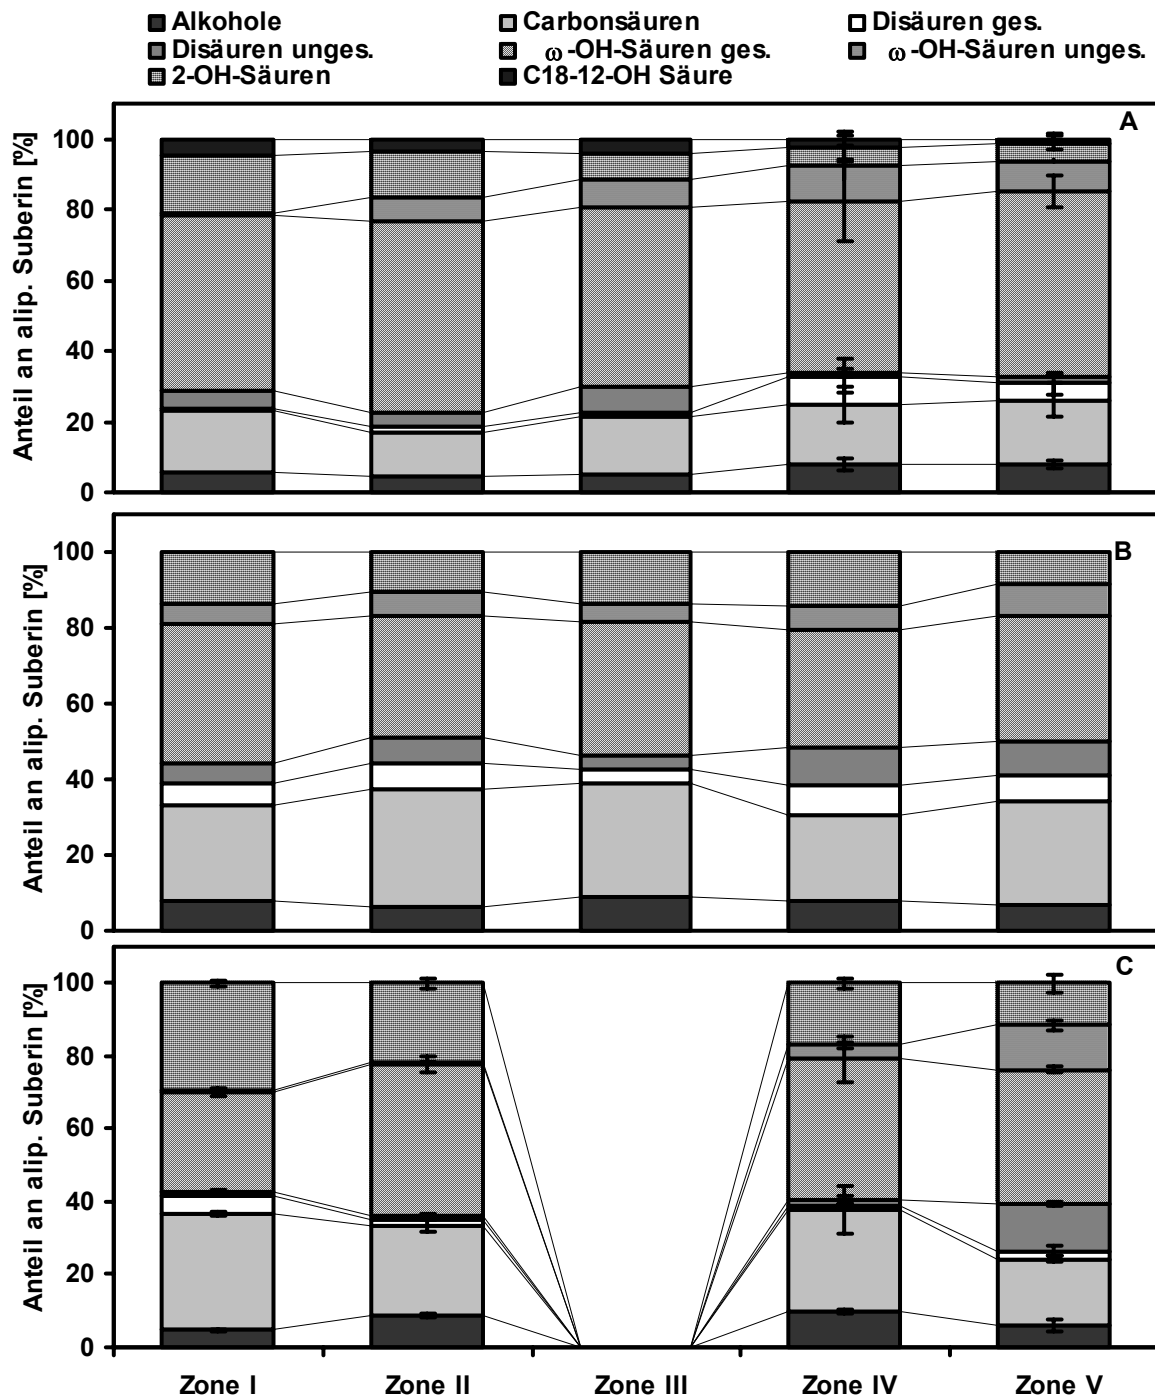 Alkohole Carbonsäuren Disäuren ges.
Disäuren unges. ω-OH-Säuren ges. ω-OH-Säuren unges.
2-OH-Säuren C18-12-OH Säure
A
Anteil an alip. Suberin [%]
100
80
60
40
20
0
B
Anteil an alip. Suberin [%]
100
80
60
40
20
0
C
Anteil an alip. Suberin [%]
100
80
60
40
20
0
Zone I Zone II Zone III Zone IV Zone V